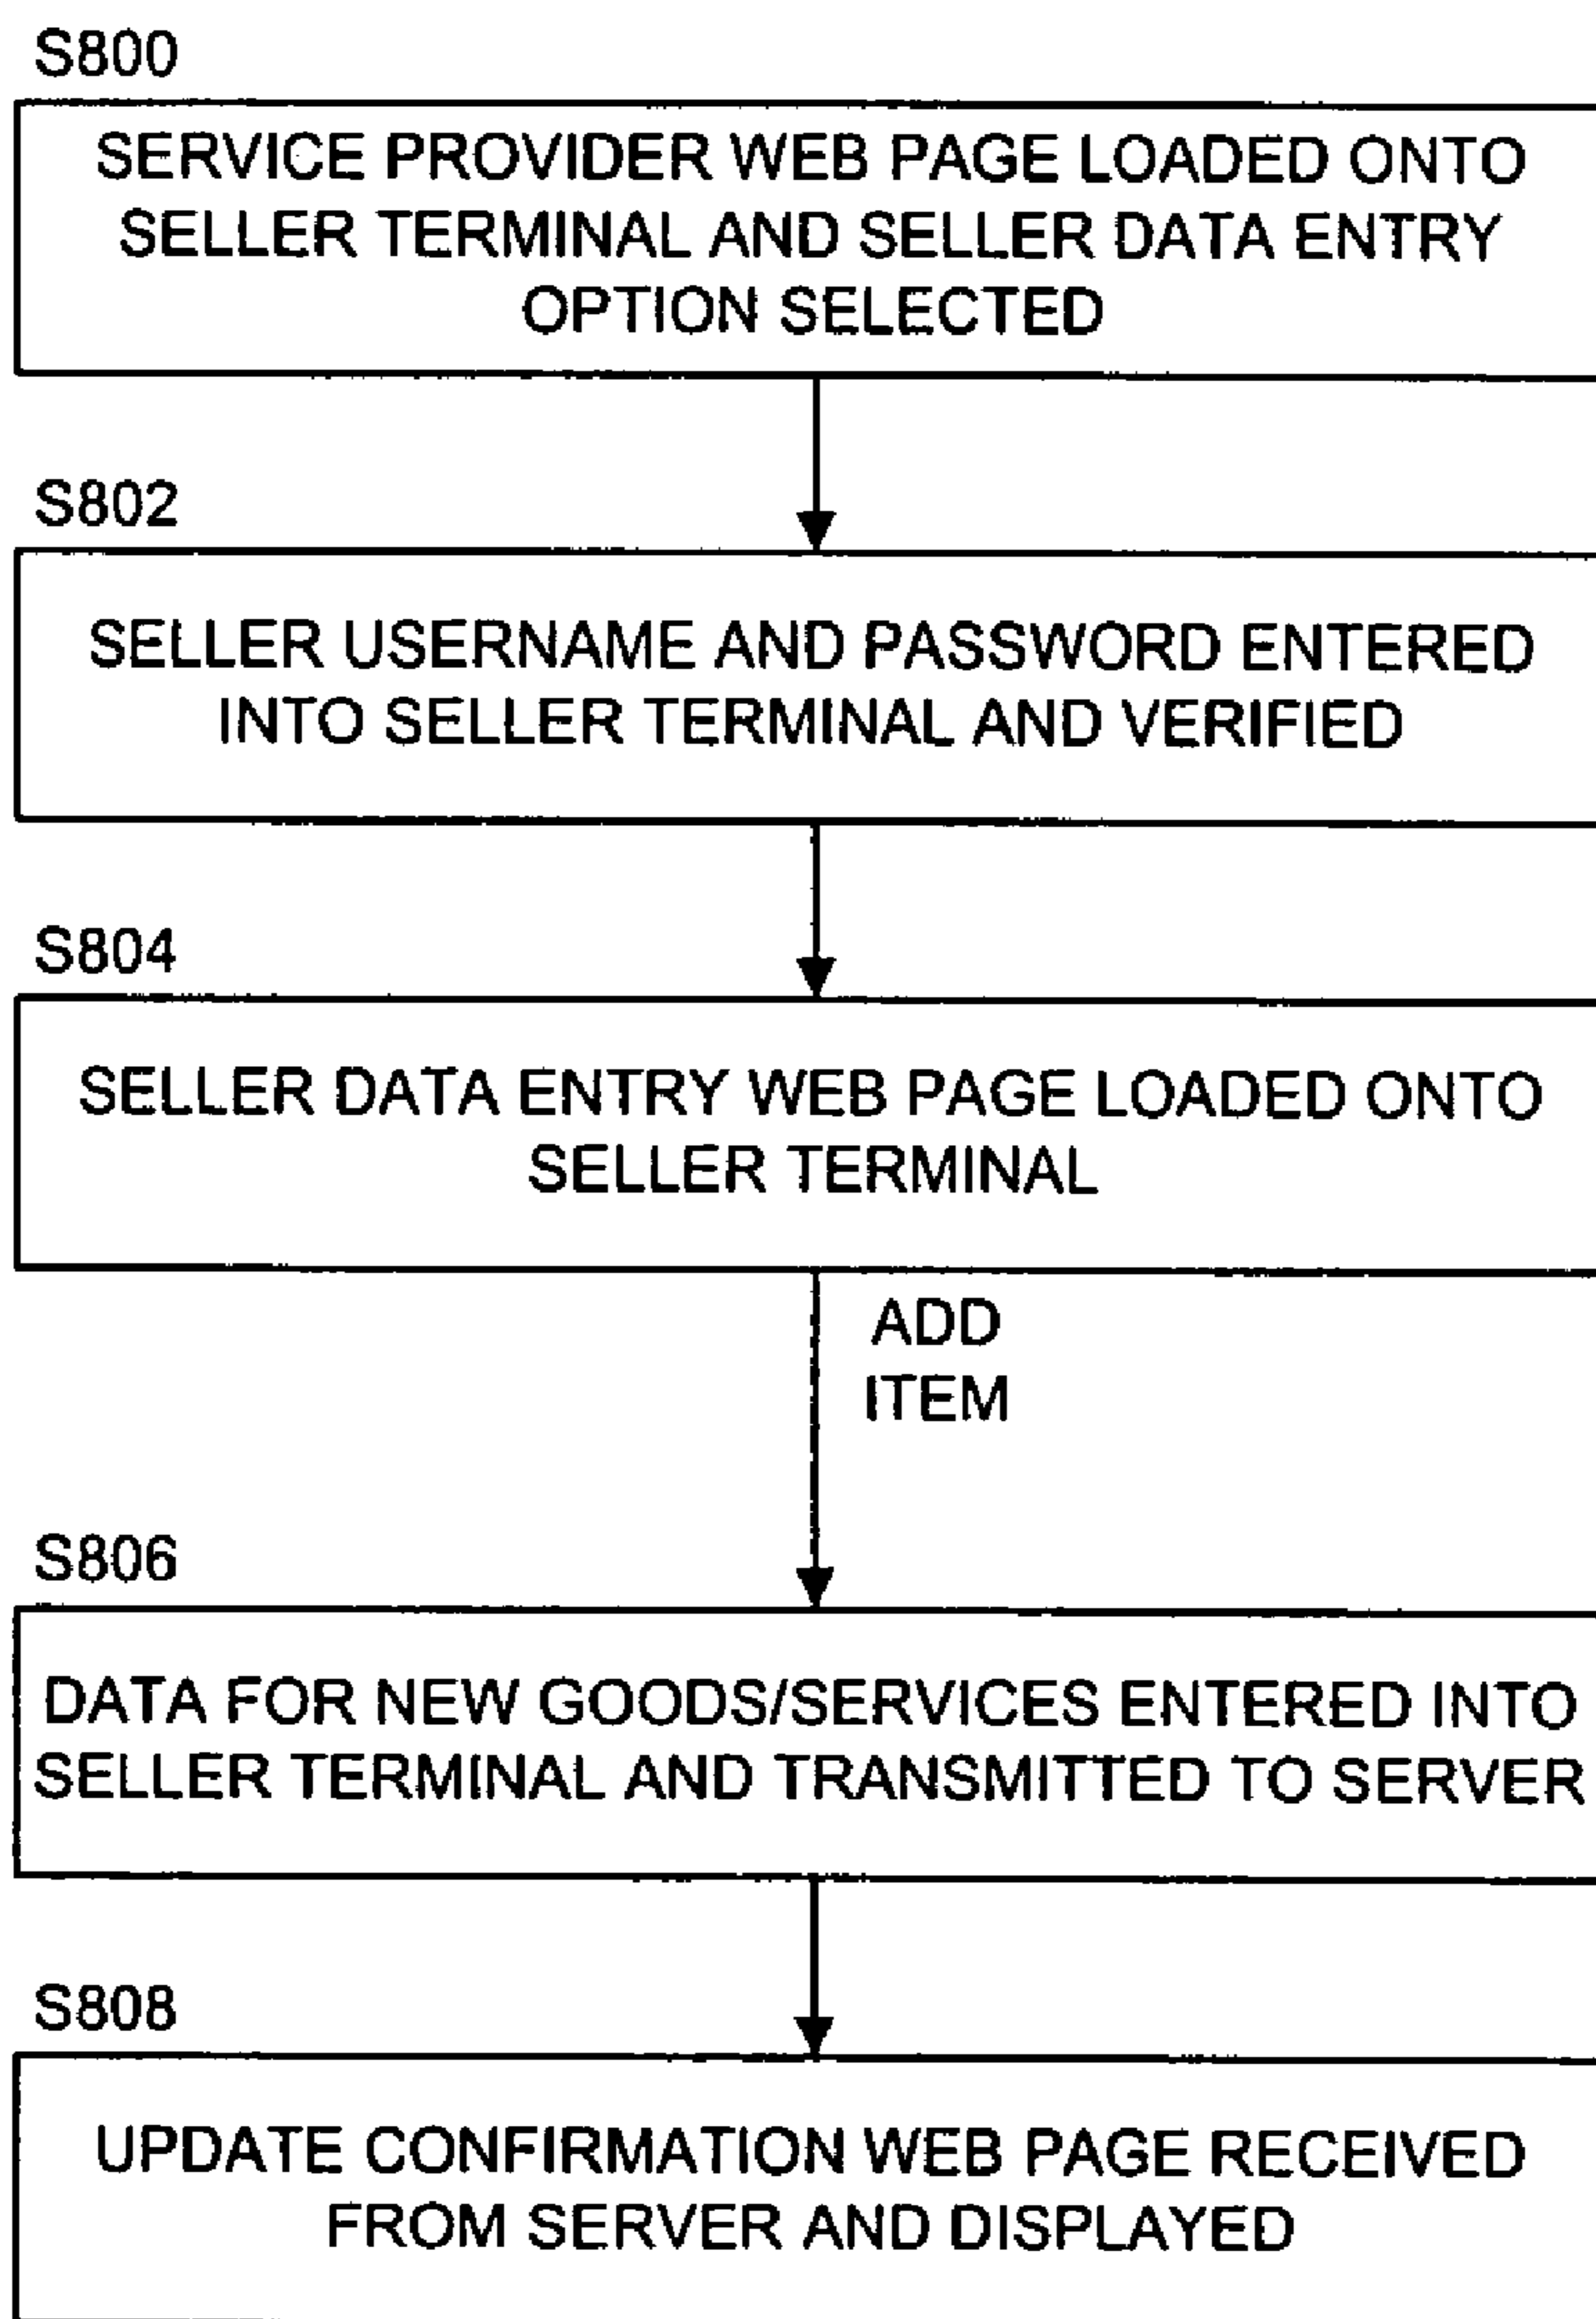 S800
SERVICE PROVIDER WEB PAGE LOADED ONTO
SELLER TERMINAL AND SELLER DATA ENTRY
OPTION SELECTED
S802
SELLER USERNAME AND PASSWORD ENTERED
INTO SELLER TERMINAL AND VERIFIED
S804
SELLER DATA ENTRY WEB PAGE LOADED ONTO
SELLER TERMINAL
ADD
ITEM
S806
DATA FOR NEW GOODS/SERVICES ENTERED INTO
SELLER TERMINAL AND TRANSMITTED TO SERVER
S808
UPDATE CONFIRMATION WEB PAGE RECEIVED
FROM SERVER AND DISPLAYED